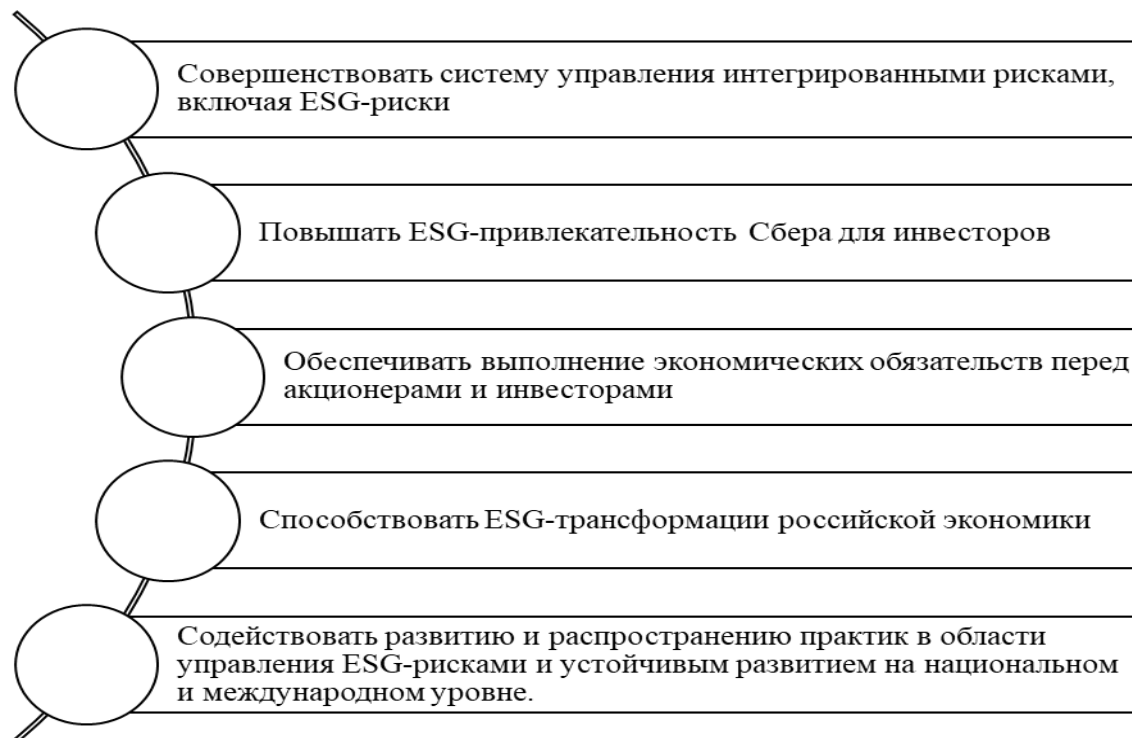 Совершенствовать систему управления интегрированными рисками,
включая ESG-риски
Повышать ESG-привлекательность Сбера для инвесторов
Обеспечивать выполнение экономических обязательств перед
акционерами и инвесторами
Способствовать ESG-трансформации российской экономики
Содействовать развитию и распространению практик в области
управления ESG-рисками и устойчивым развитием на национальном
и международном уровне.